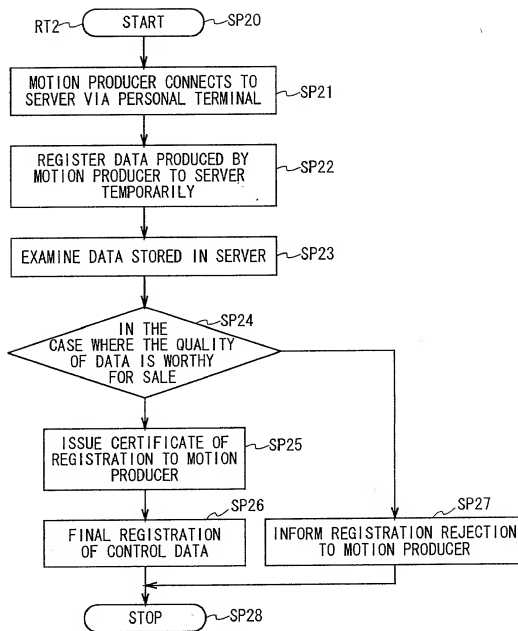 RT2
START
SP20
MOTION PRODUCER CONNECTS TO
SERVER VIA PERSONAL TERMINAL
SP21
REGISTER DATA PRODUCED BY
MOTION PRODUCER TO SERVER
TEMPORARILY
SP22
EXAMINE DATA STORED IN SERVER
SP23
SP24
IN THE
CASE WHERE THE QUALITY
OF DATA IS WORTHY
FOR SALE
ISSUE CERTIFICATE OF
REGISTRATION TO MOTION
PRODUCER
SP25
SP26
FINAL REGISTRATION
OF CONTROL DATA
SP27
INFORM REGISTRATION REJECTION
TO MOTION PRODUCER
STOP
SP28